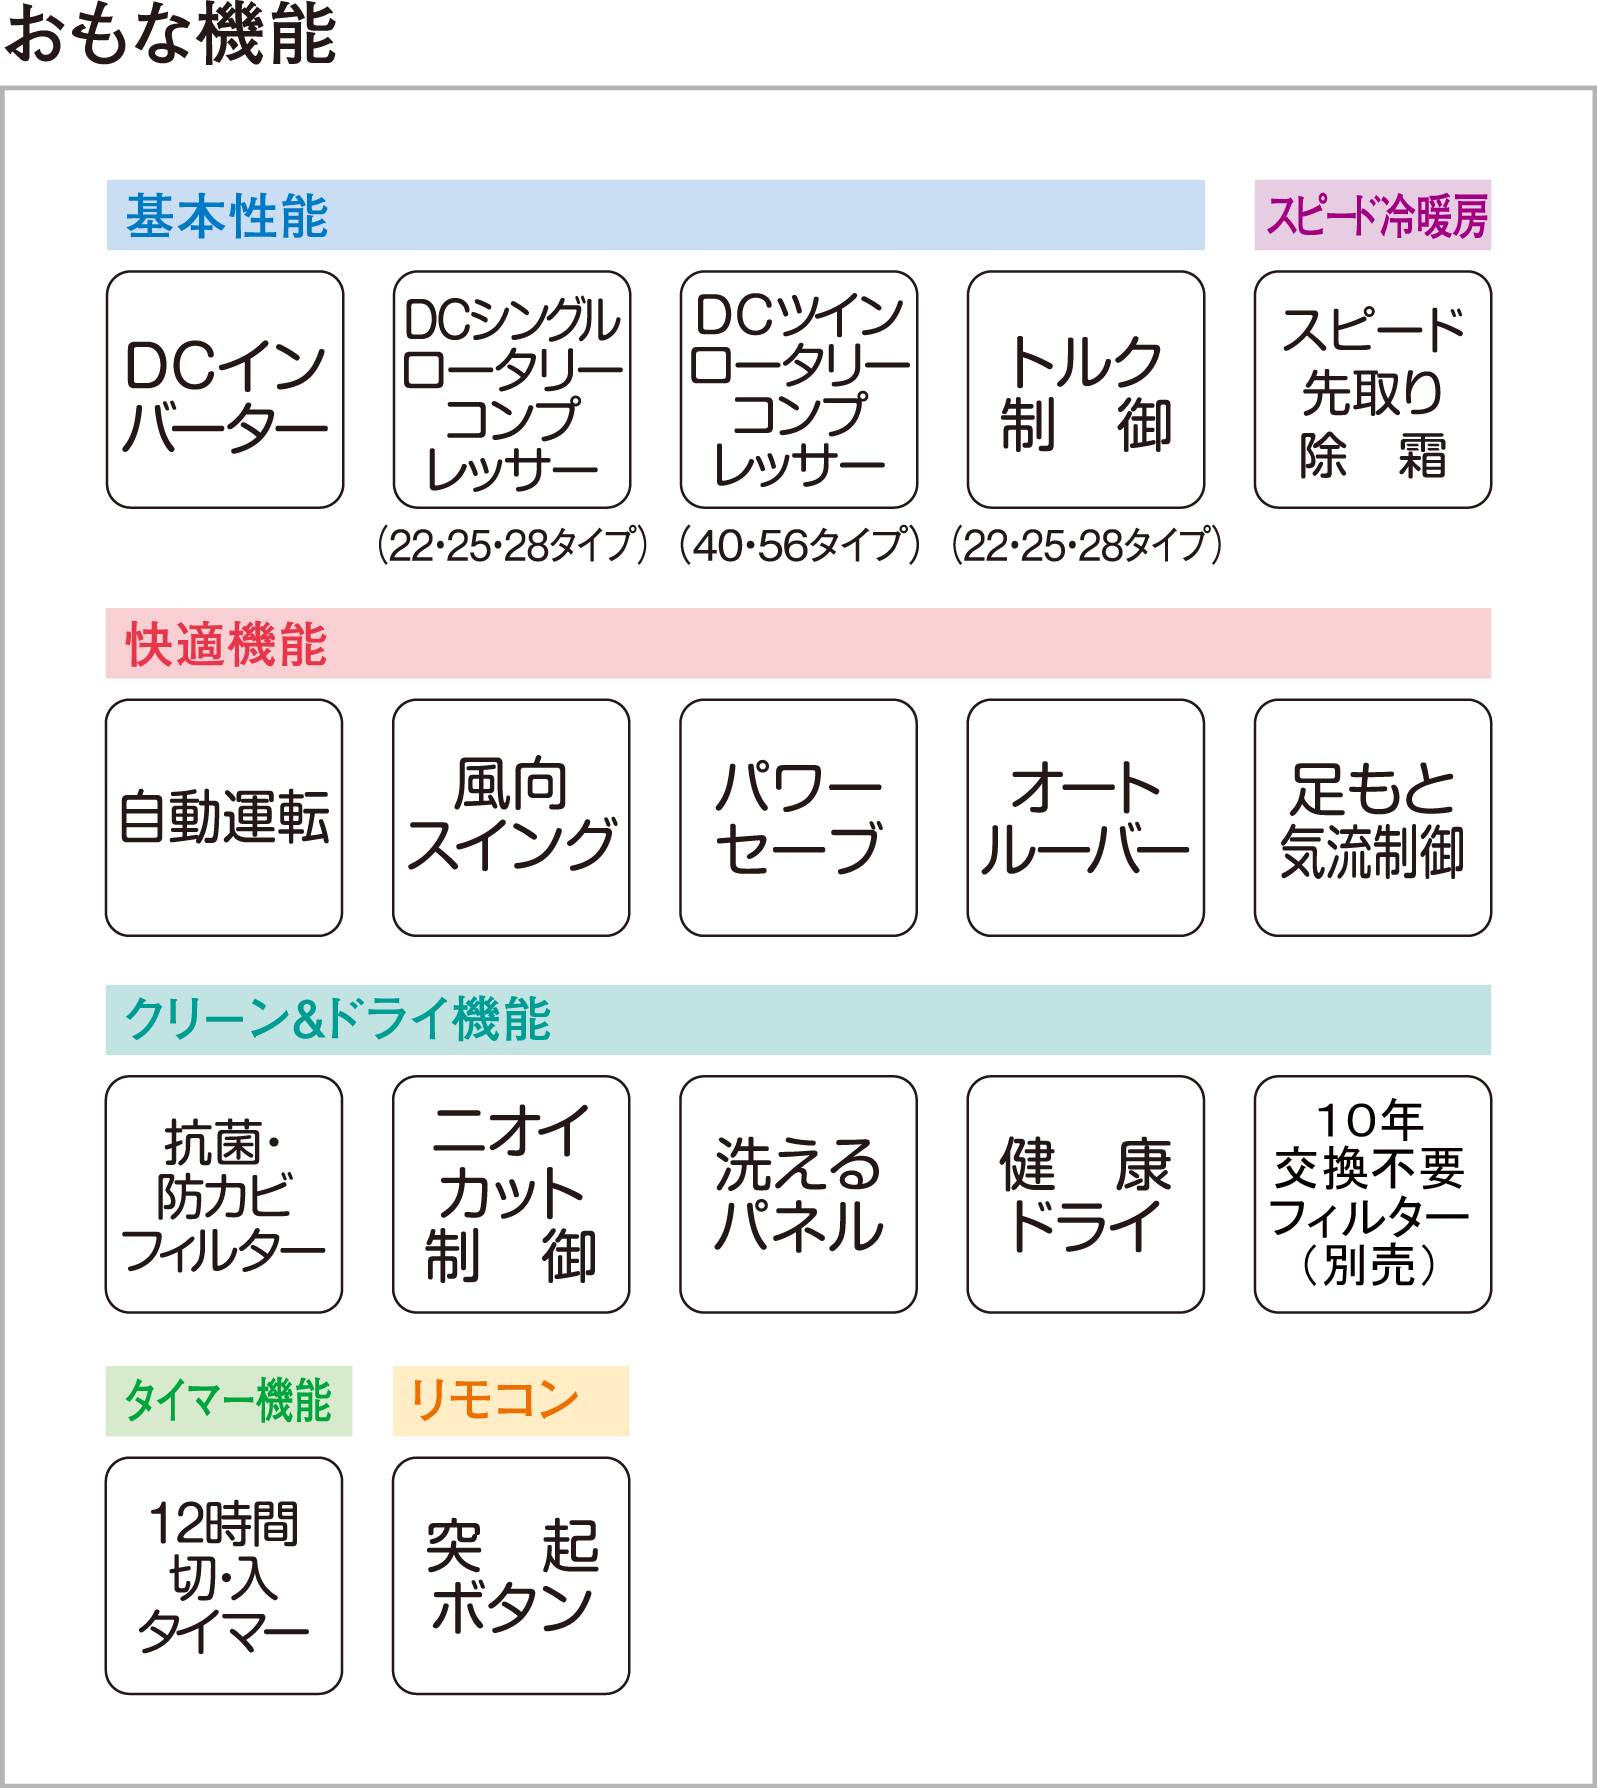 おもな機能
基本性能
スピード冷暖房
DCイン
バーター
DCシングル
ロータリー
コンプ
レッサー
(22・25・28タイプ)
DCツイン
ロータリー
コンプ
レッサー
(40・56タイプ)
トルク
制　御
(22・25・28タイプ)
スピード
先取り
除　霜
快適機能
自動運転
風向
スイング
パワー
セーブ
オート
ルーバー
足もと
気流制御
クリーン&ドライ機能
抗菌・
防カビ
フィルター
ニオイ
カット
制　御
洗える
パネル
健　康
ドライ
10年
交換不要
フィルター
（別売）
タイマー機能
リモコン
12時間
切・入
タイマー
突　起
ボタン